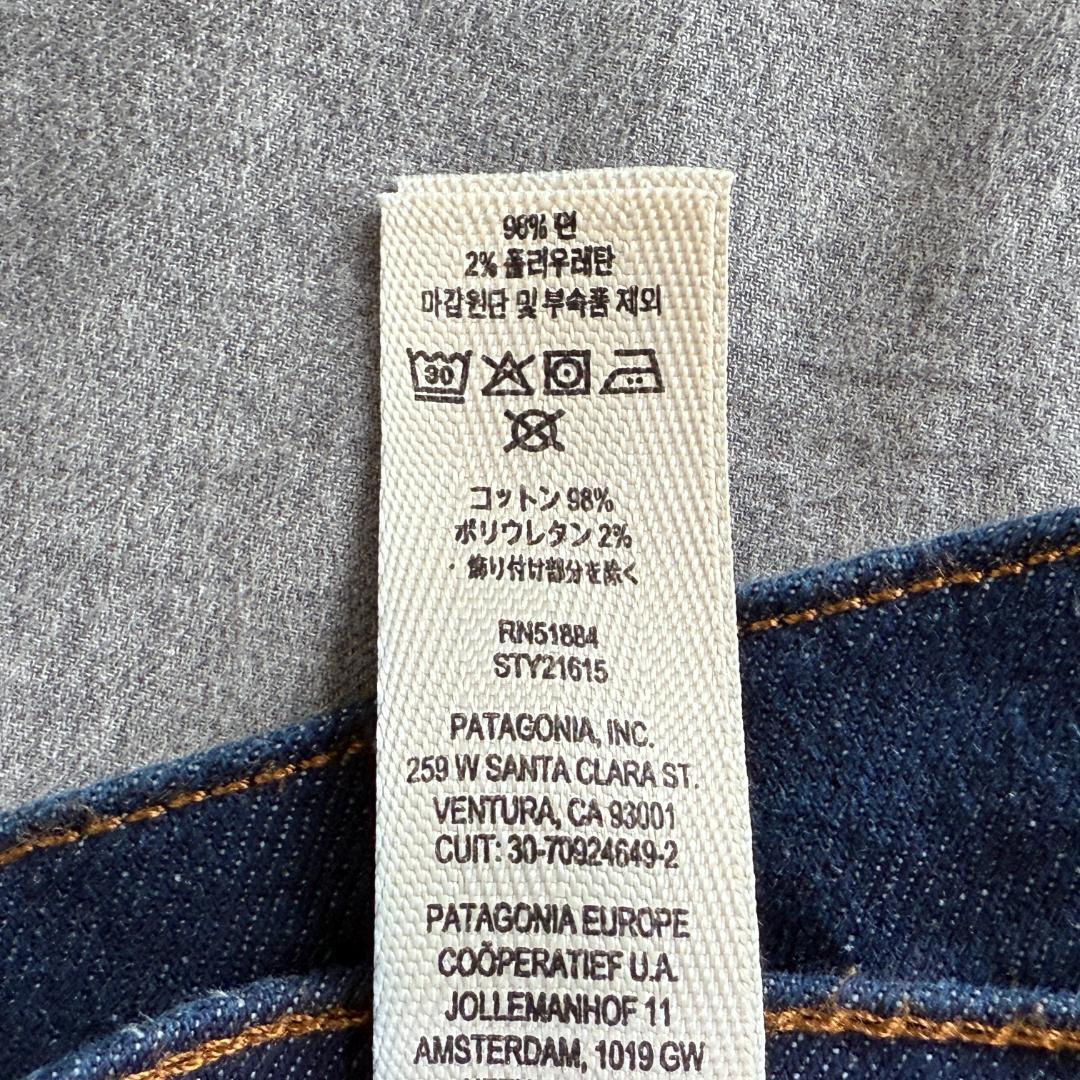 98% 면
2% 폴리우레탄
마감원단 및 부속품 제외
30
コットン 98%
ポリウレタン 2%
・飾り付け部分を除く
RN51884
STY21615
PATAGONIA, INC.
259 W SANTA CLARA ST.
VENTURA, CA 93001
CUIT: 30-70924649-2
PATAGONIA EUROPE
COÖPERATIEF U.A.
JOLLEMANHOF 11
AMSTERDAM, 1019 GW